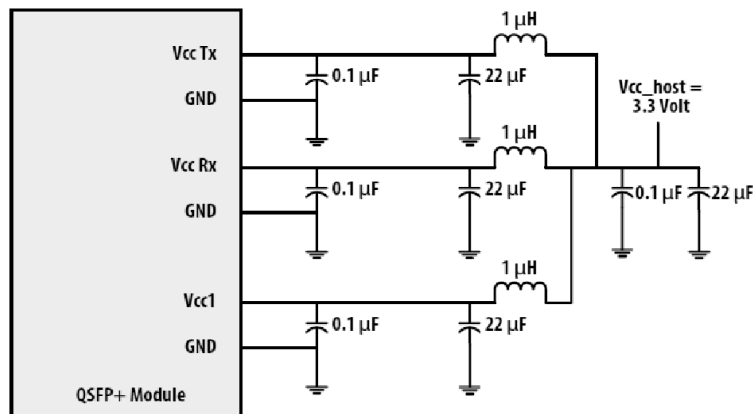 1 µH
Vcc Tx
0.1 µF
22 µF
GND
Vcc_host =
3.3 Volt
1 µH
Vcc Rx
0.1 µF
22 µF
0.1 µF
22 µF
GND
1 µH
Vcc1
0.1 µF
22 µF
GND
QSFP+ Module